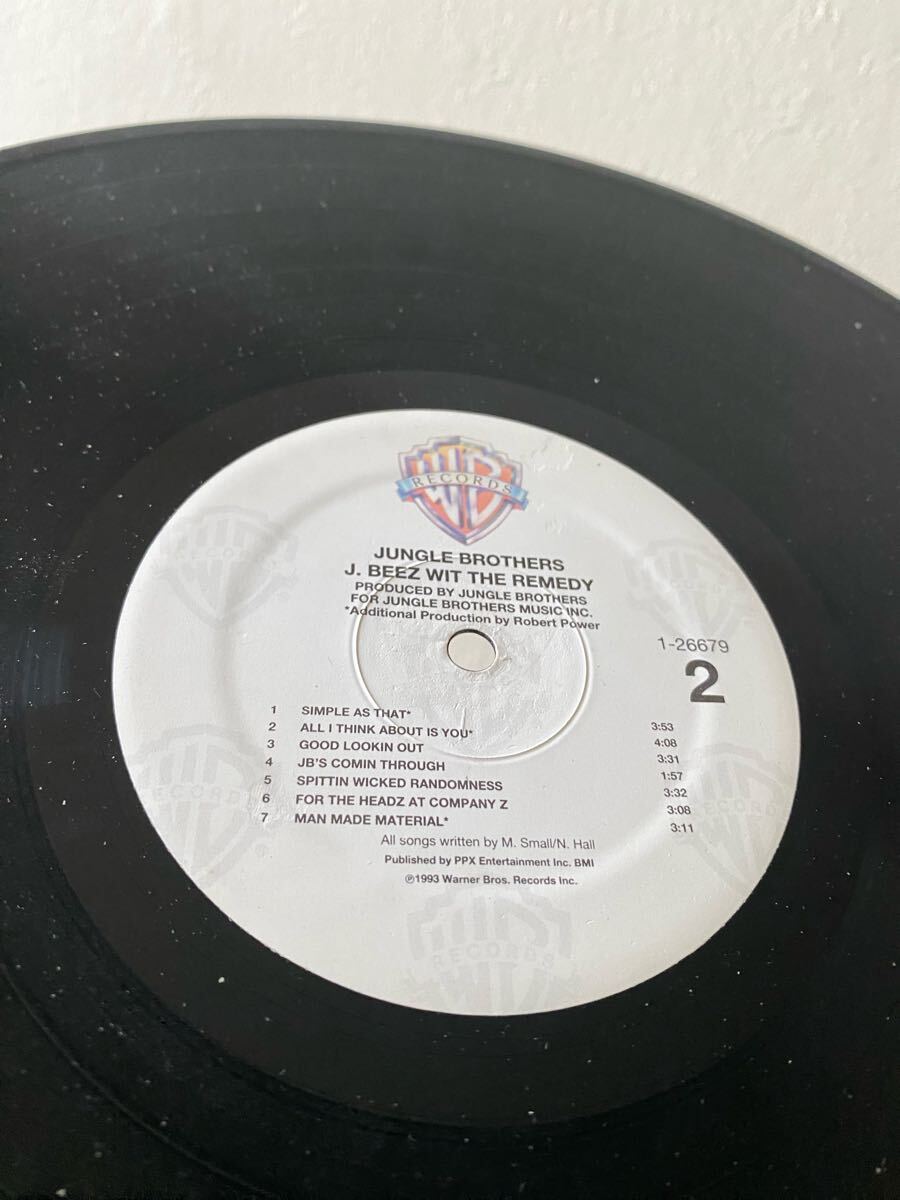 RECORDS
JUNGLE BROTHERS
J. BEEZ WIT THE REMEDY
PRODUCED BY JUNGLE BROTHERS
FOR JUNGLE BROTHERS MUSIC INC.
*Additional Production by Robert Power
1-26679
2
1 SIMPLE AS THAT* 3:53
2 ALL I THINK ABOUT IS YOU* 4:08
3 GOOD LOOKIN OUT 3:31
4 JB'S COMIN THROUGH 1:57
5 SPITTIN WICKED RANDOMNESS 3:32
6 FOR THE HEADZ AT COMPANY Z 3:08
7 MAN MADE MATERIAL* 3:11
All songs written by M. Small/N. Hall
Published by PPX Entertainment Inc. BMI
℗1993 Warner Bros. Records Inc.
RECORDS
RECORDS
RECORDS